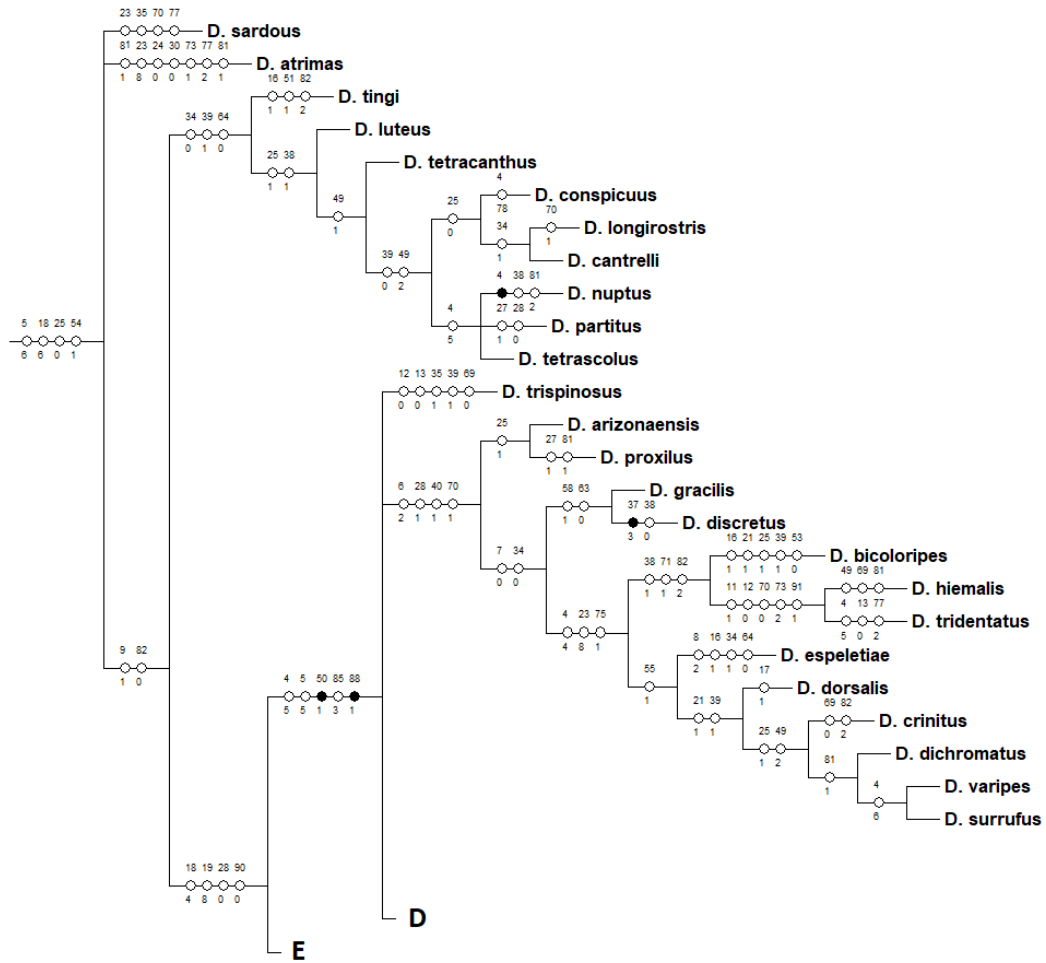 23 35 70 77
D. sardous
81 23 24 30 73 77 81
D. atrimas
1 8 0 0 1 2 1
16 51 82
D. tingi
1 1 2
34 39 64
0 1 0
D. luteus
25 38
1 1
D. tetracanthus
4
D. conspicuus
49
1
25
0
78
34
1
70
D. longirostris
1
D. cantrelli
39 49
0 2
4 38 81
D. nuptus
2
27 28
D. partitus
1 0
4
5
D. tetrascolus
5 18 25 54
6 6 0 1
12 13 35 39 69
D. trispinosus
0 0 1 1 0
25
1
D. arizonaensis
27 81
D. proxilus
1 1
6 28 40 70
2 1 1 1
58 63
1 0
D. gracilis
37 38
D. discretus
3 0
7 34
0 0
16 21 25 39 53
D. bicoloripes
1 1 1 1 0
38 71 82
1 1 2
11 12 70 73 91
1 0 0 2 1
49 69 81
D. hiemalis
4 13 77
D. tridentatus
5 0 2
4 23 75
4 8 1
8 16 34 64
D. espeletiae
2 1 1 0
55
1
17
D. dorsalis
1
21 39
1 1
69 82
D. crinitus
0 2
25 49
1 2
D. dichromatus
81
1
4
6
D. varipes
D. surrufus
9 82
1 0
4 5 50 85 88
5 5 1 3 1
18 19 28 90
4 8 0 0
D
E